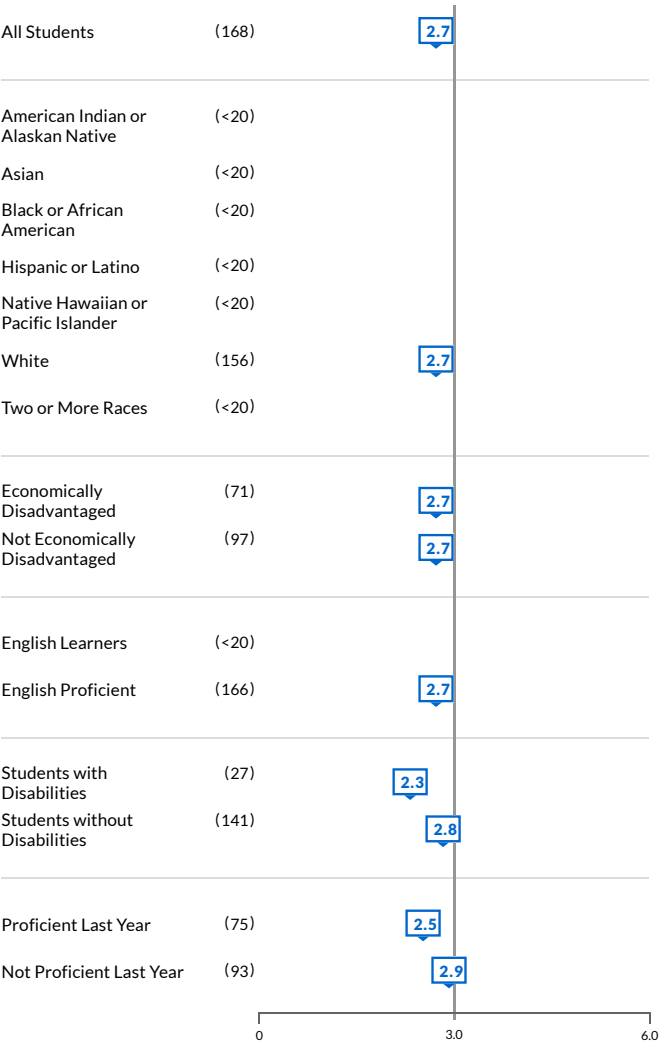 All Students (168) 2.7
American Indian or (<20)
Alaskan Native
Asian (<20)
Black or African (<20)
American
Hispanic or Latino (<20)
Native Hawaiian or (<20)
Pacific Islander
White (156) 2.7
Two or More Races (<20)
Economically (71) 2.7
Disadvantaged
Not Economically (97) 2.7
Disadvantaged
English Learners (<20)
English Proficient (166) 2.7
Students with (27) 2.3
Disabilities
Students without (141) 2.8
Disabilities
Proficient Last Year (75) 2.5
Not Proficient Last Year (93) 2.9
0 3.0 6.0